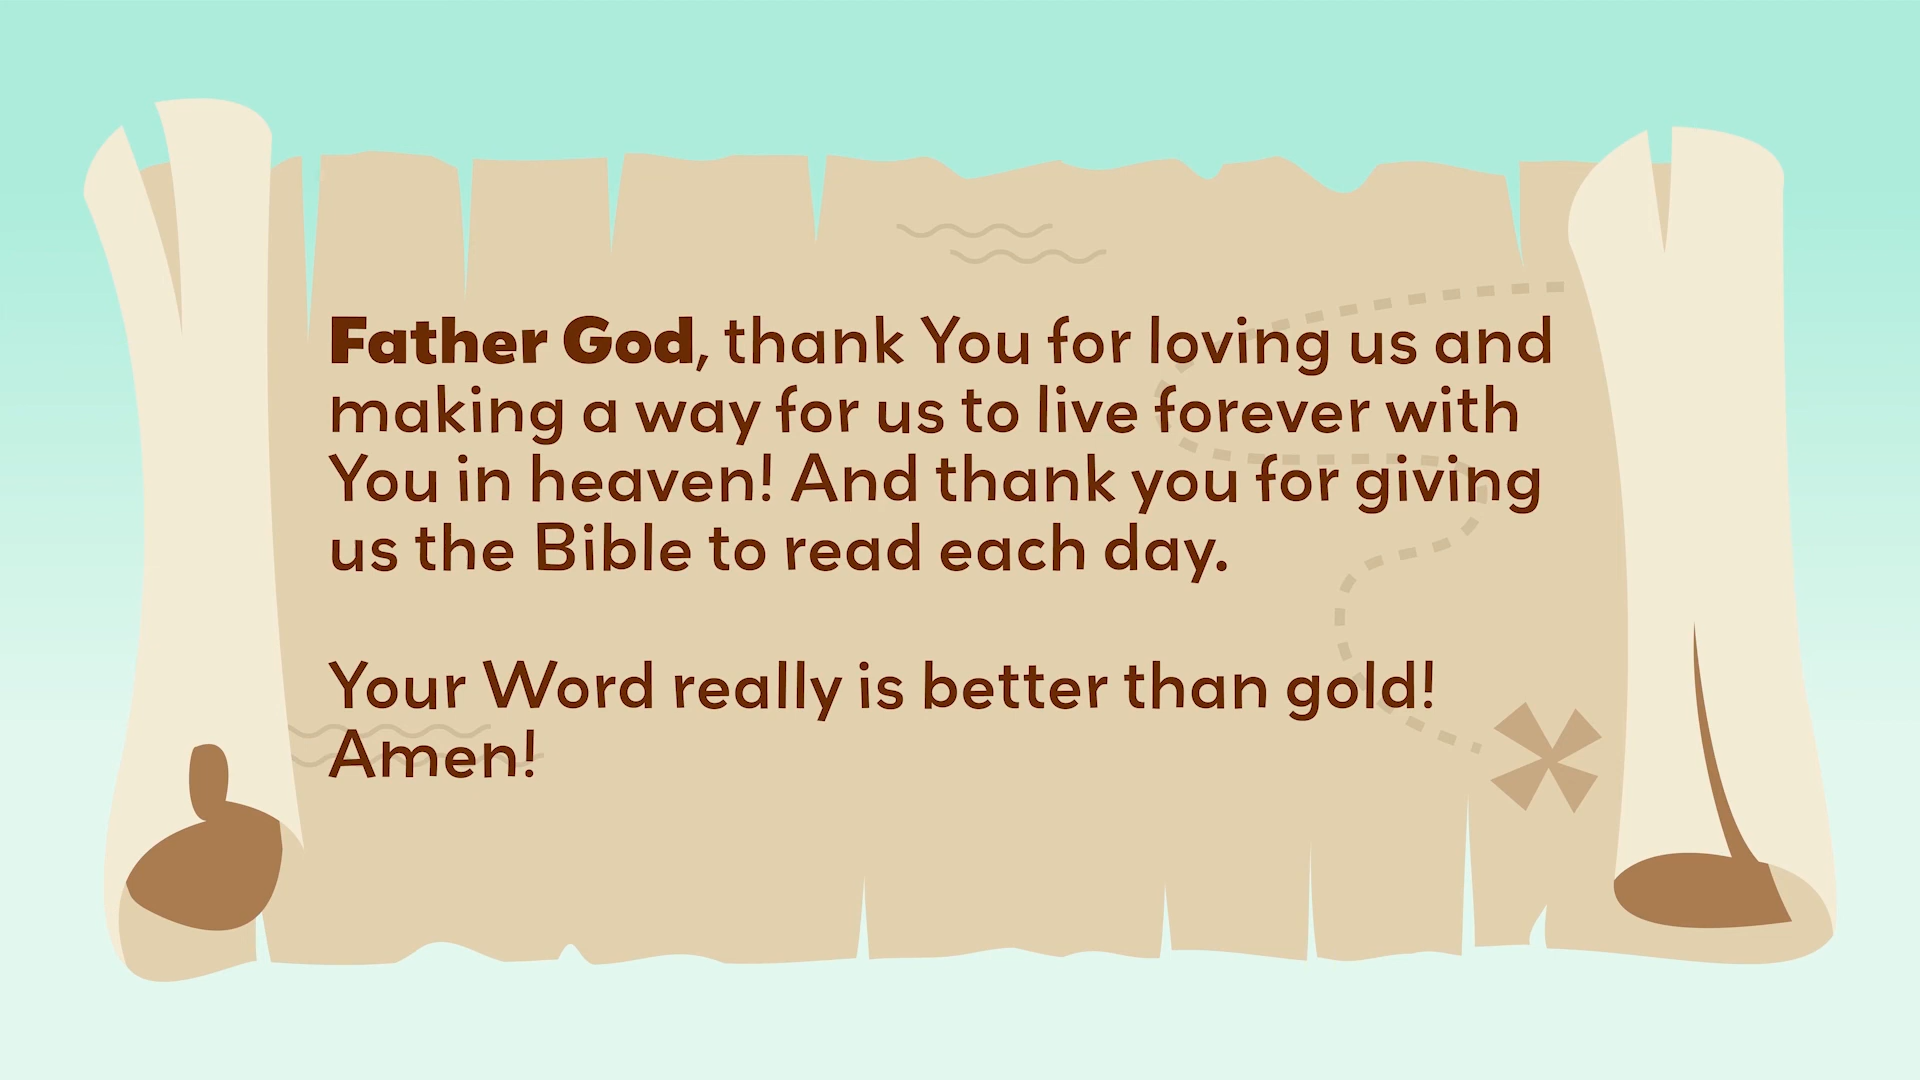 Father God, thank You for loving us and
making a way for us to live forever with
You in heaven! And thank you for giving
us the Bible to read each day.
Your Word really is better than gold!
Amen!